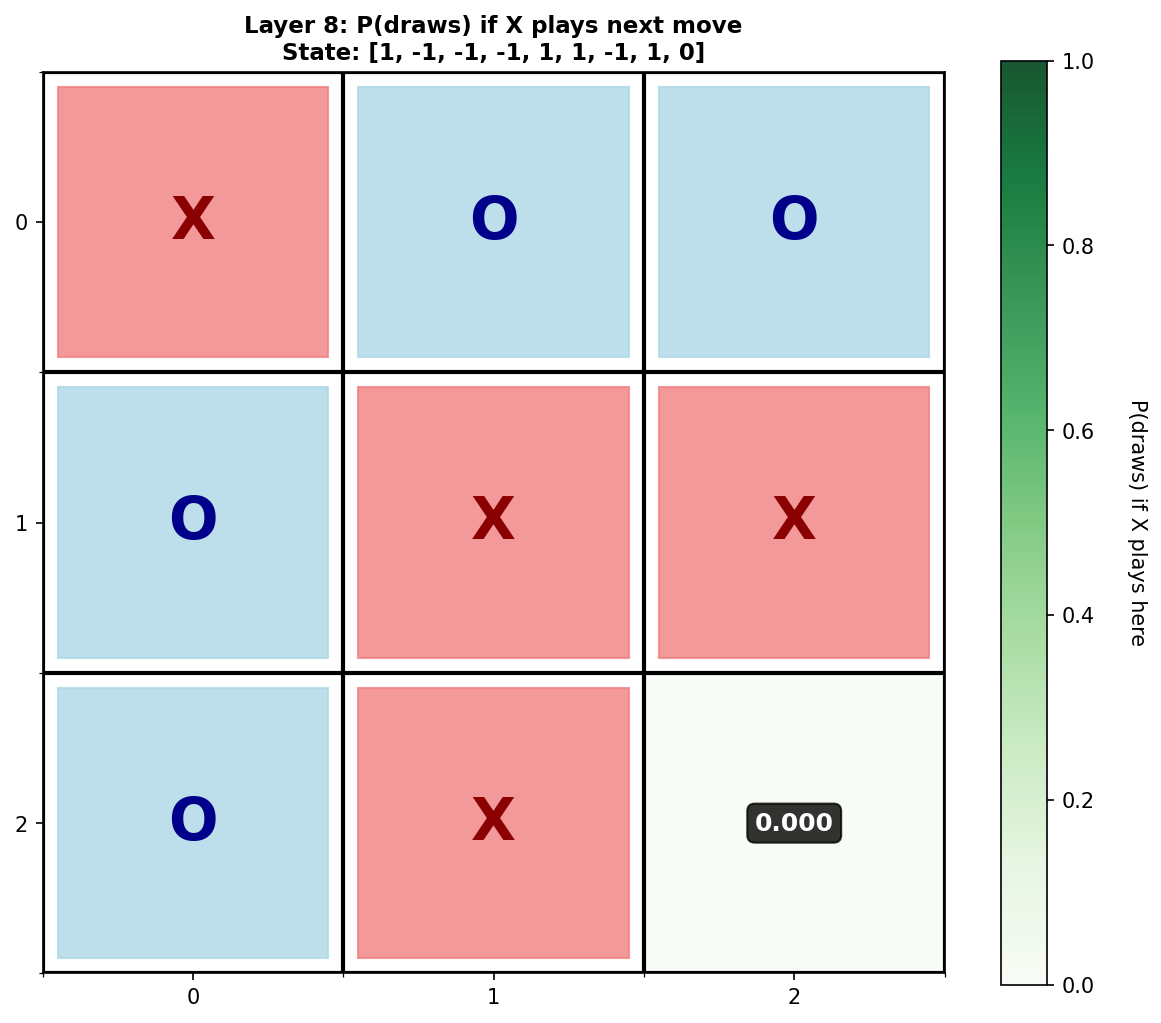 Layer 8: P(draws) if X plays next move
State: [1, -1, -1, -1, 1, 1, -1, 1, 0]
0
X
O
O
1
O
X
X
2
O
X
0.000
0
1
2
1.0
0.8
0.6
0.4
0.2
0.0
P(draws) if X plays here